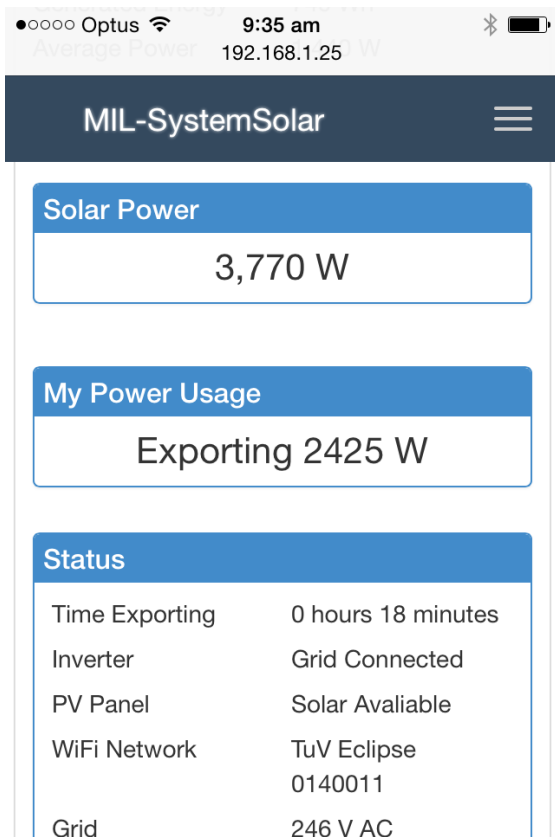 Optus 9:35 am
192.168.1.25
Average Power
W
MIL-SystemSolar
Solar Power
3,770 W
My Power Usage
Exporting 2425 W
Status
Time Exporting 0 hours 18 minutes
Inverter Grid Connected
PV Panel Solar Avaliable
WiFi Network TuV Eclipse
0140011
Grid 246 V AC